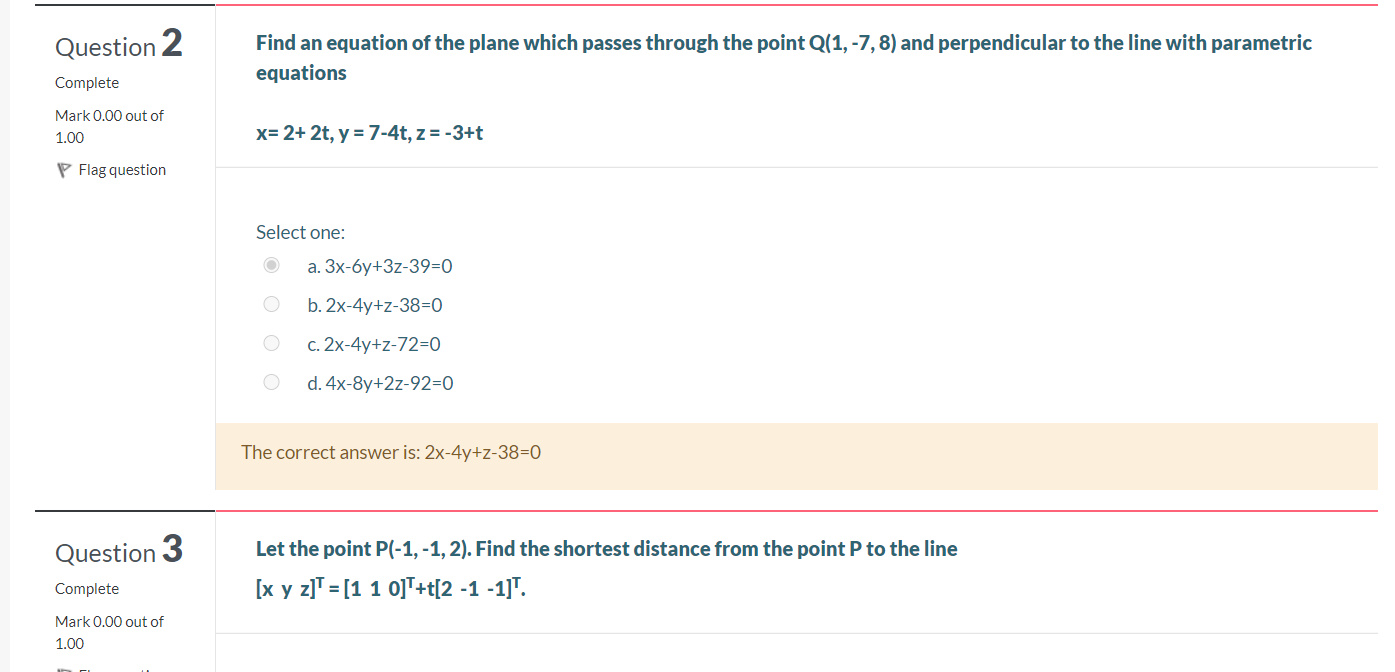 Question 2
Complete
Mark 0.00 out of
1.00
Flag question
Find an equation of the plane which passes through the point Q(1, -7, 8) and perpendicular to the line with parametric
equations
x= 2+ 2t, y = 7-4t, z = -3+t
Select one:
a. 3x-6y+3z-39=0
b. 2x-4y+z-38=0
c. 2x-4y+z-72=0
d. 4x-8y+2z-92=0
The correct answer is: 2x-4y+z-38=0
Question 3
Complete
Mark 0.00 out of
1.00
Let the point P(-1, -1, 2). Find the shortest distance from the point P to the line
[x y z]ᵀ = [1 1 0]ᵀ+t[2 -1 -1]ᵀ.